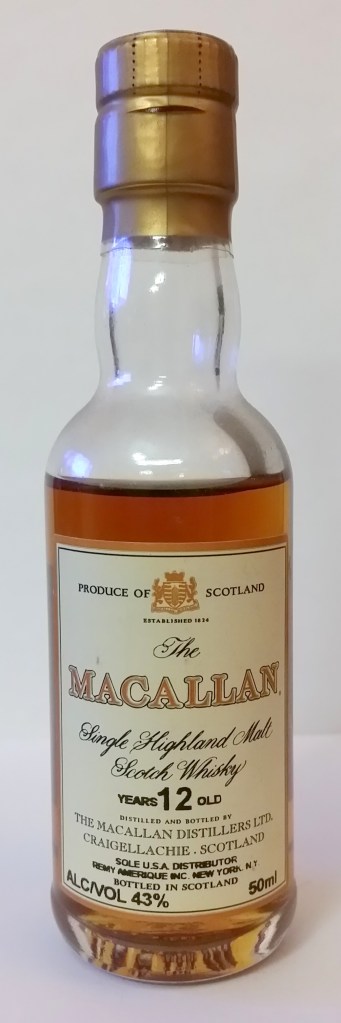 PRODUCE OF SCOTLAND
ESTABLISHED 1824
The
MACALLAN
Single Highland Malt
Scotch Whisky
YEARS 12 OLD
DISTILLED AND BOTTLED BY
THE MACALLAN DISTILLERS LTD.
CRAIGELLACHIE . SCOTLAND
SOLE U.S.A. DISTRIBUTOR
REMY AMERIQUE INC. NEW YORK. N.Y
BOTTLED IN SCOTLAND
ALC/VOL 43% 50ml